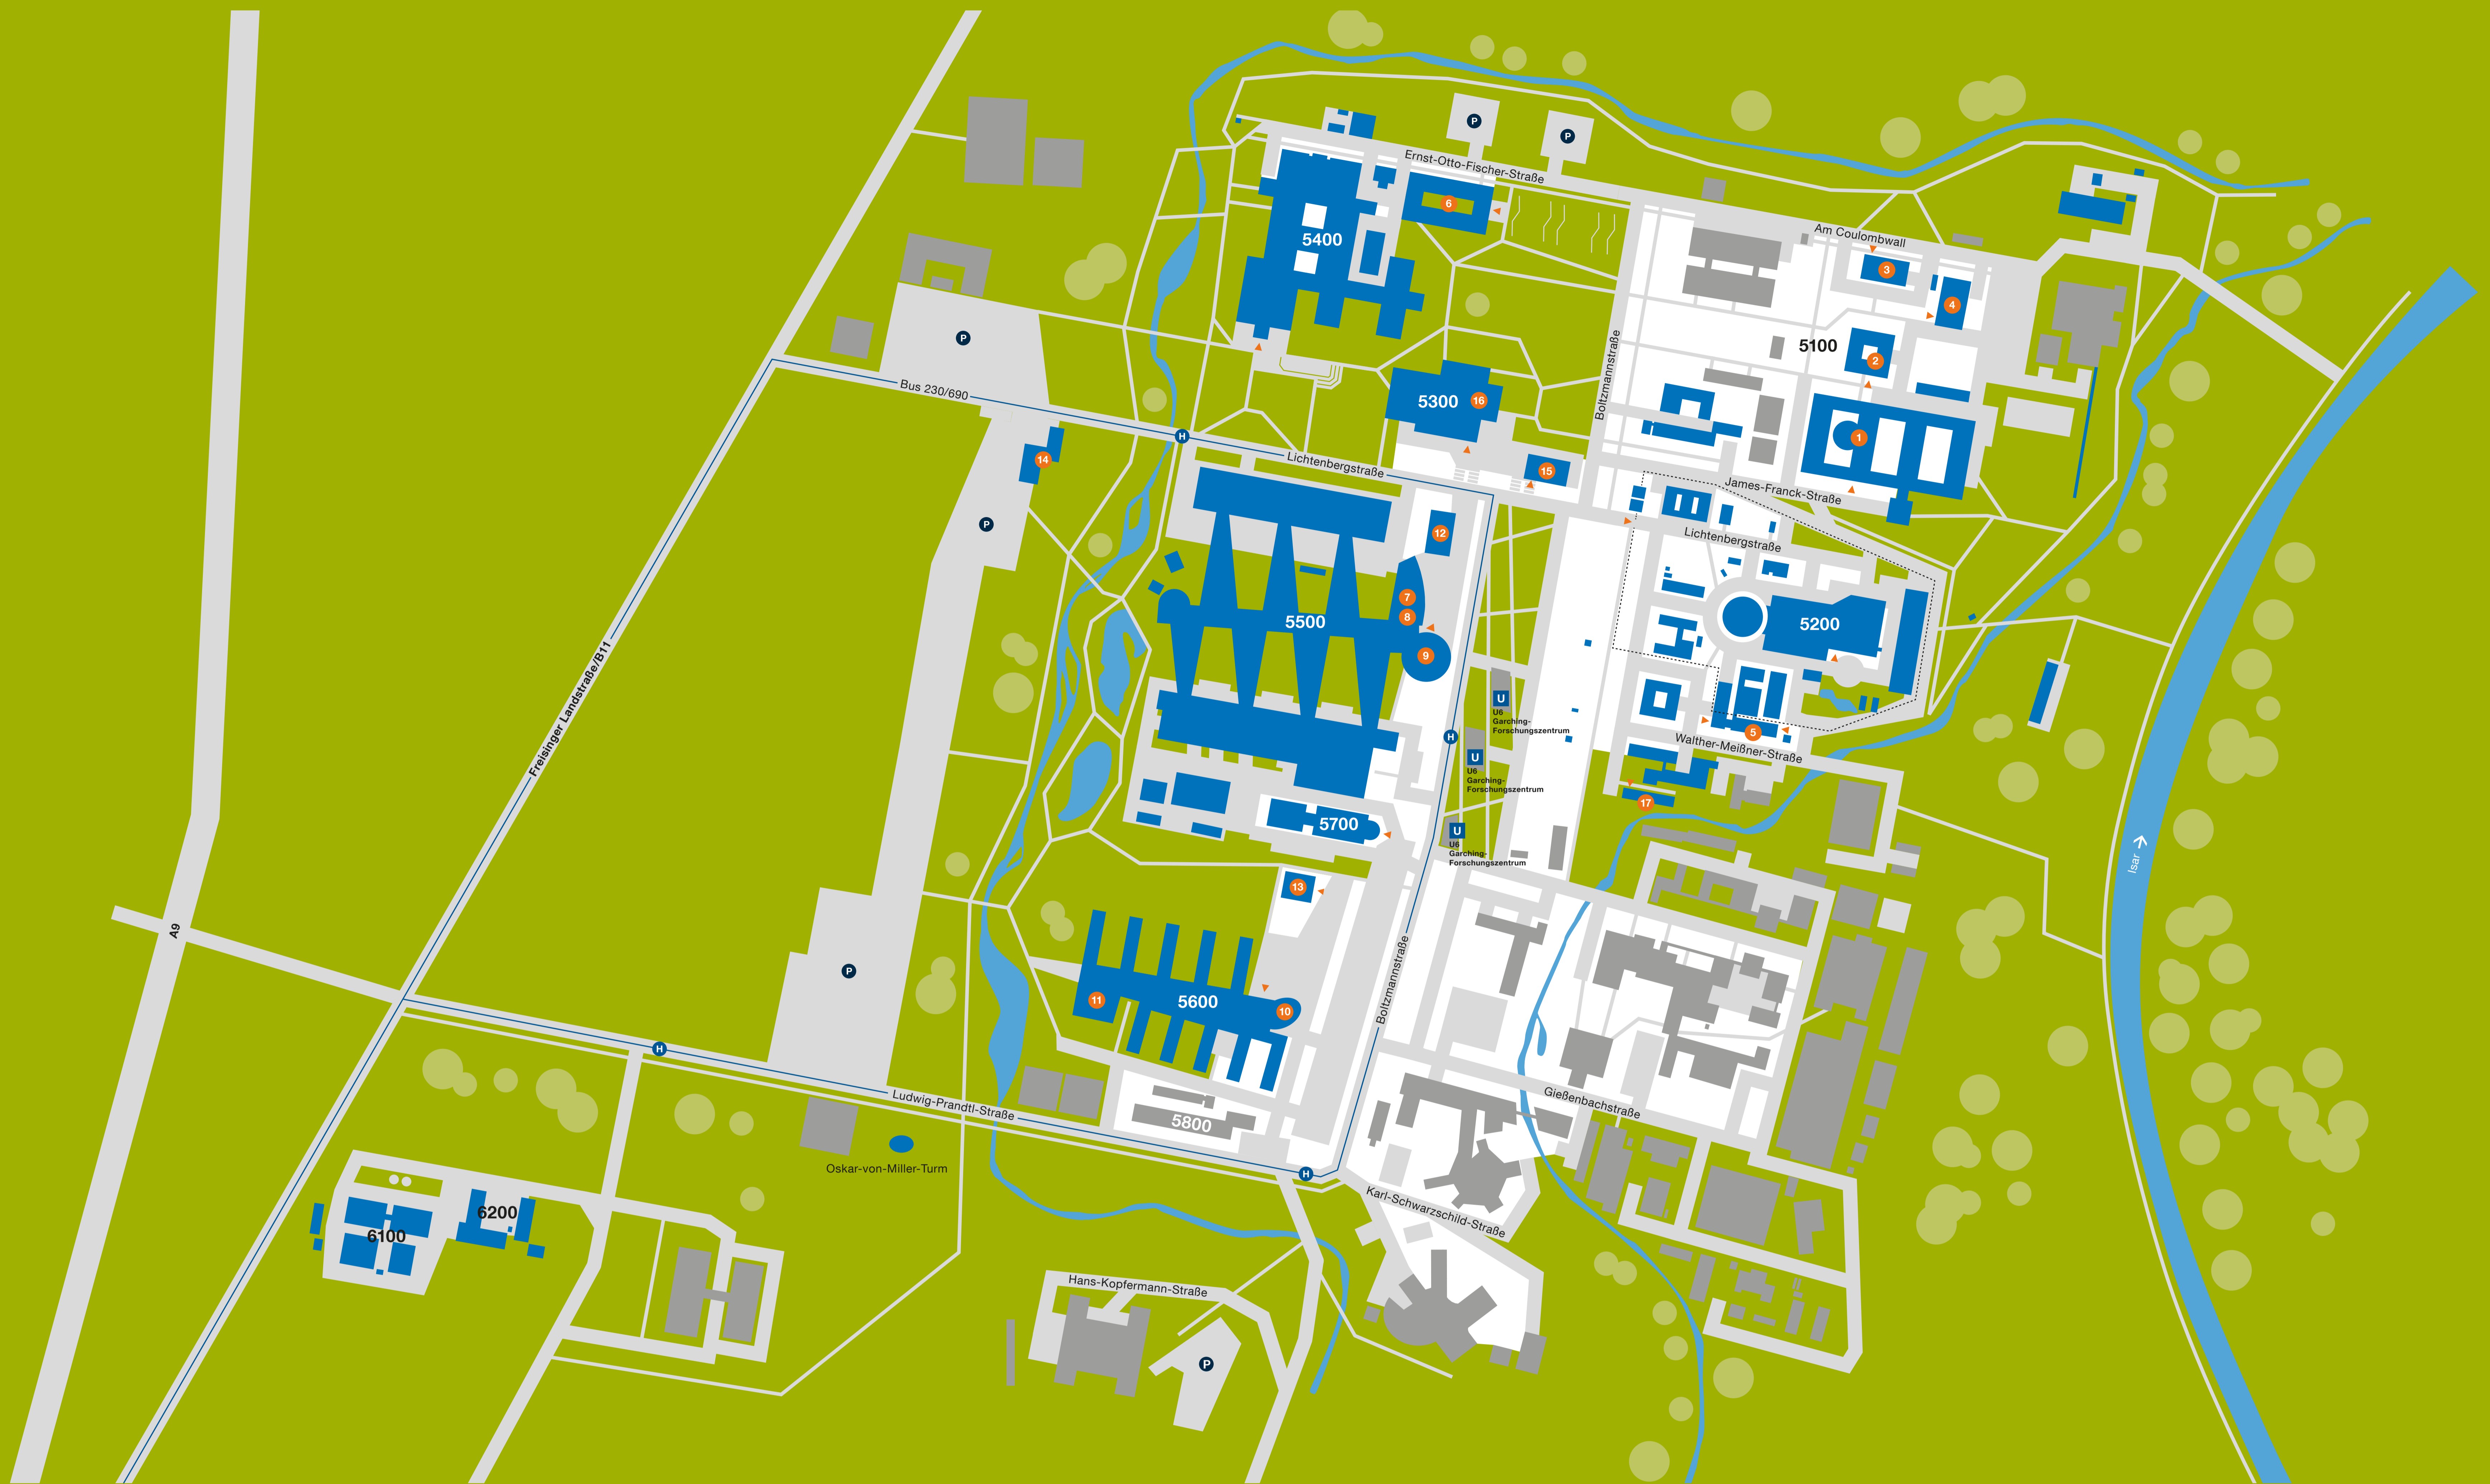 P
P
Ernst-Otto-Fischer-Straße
6
5400
Am Coulombwall
3
4
5100
2
P
Bus 230/690
H
Boltzmannstraße
5300
16
1
14
Lichtenbergstraße
15
James-Franck-Straße
P
12
Lichtenbergstraße
7
8
5500
9
5200
Freisinger Landstraße/B11
U
U6
Garching-
Forschungszentrum
H
5
Walther-Meißner-Straße
U
U6
Garching-
Forschungszentrum
17
5700
U
U6
Garching-
Forschungszentrum
Isar
13
A9
P
Boltzmannstraße
11
5600
10
H
Ludwig-Prandtl-Straße
Gießenbachstraße
5800
Oskar-von-Miller-Turm
H
Karl-Schwarzschild-Straße
6200
6100
Hans-Kopfermann-Straße
P